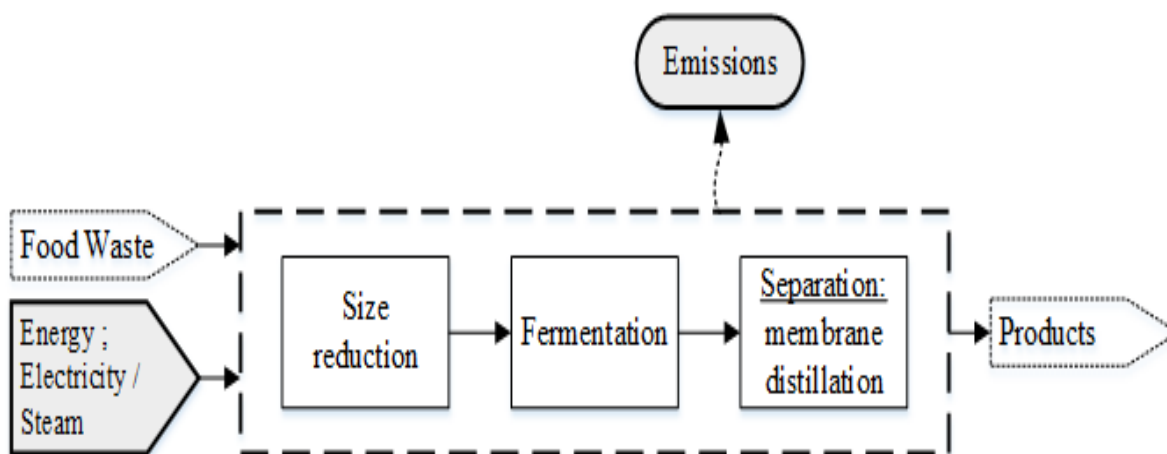 Emissions
Food Waste
Energy ;
Electricity /
Steam
Size
reduction
Fermentation
Separation:
membrane
distillation
Products